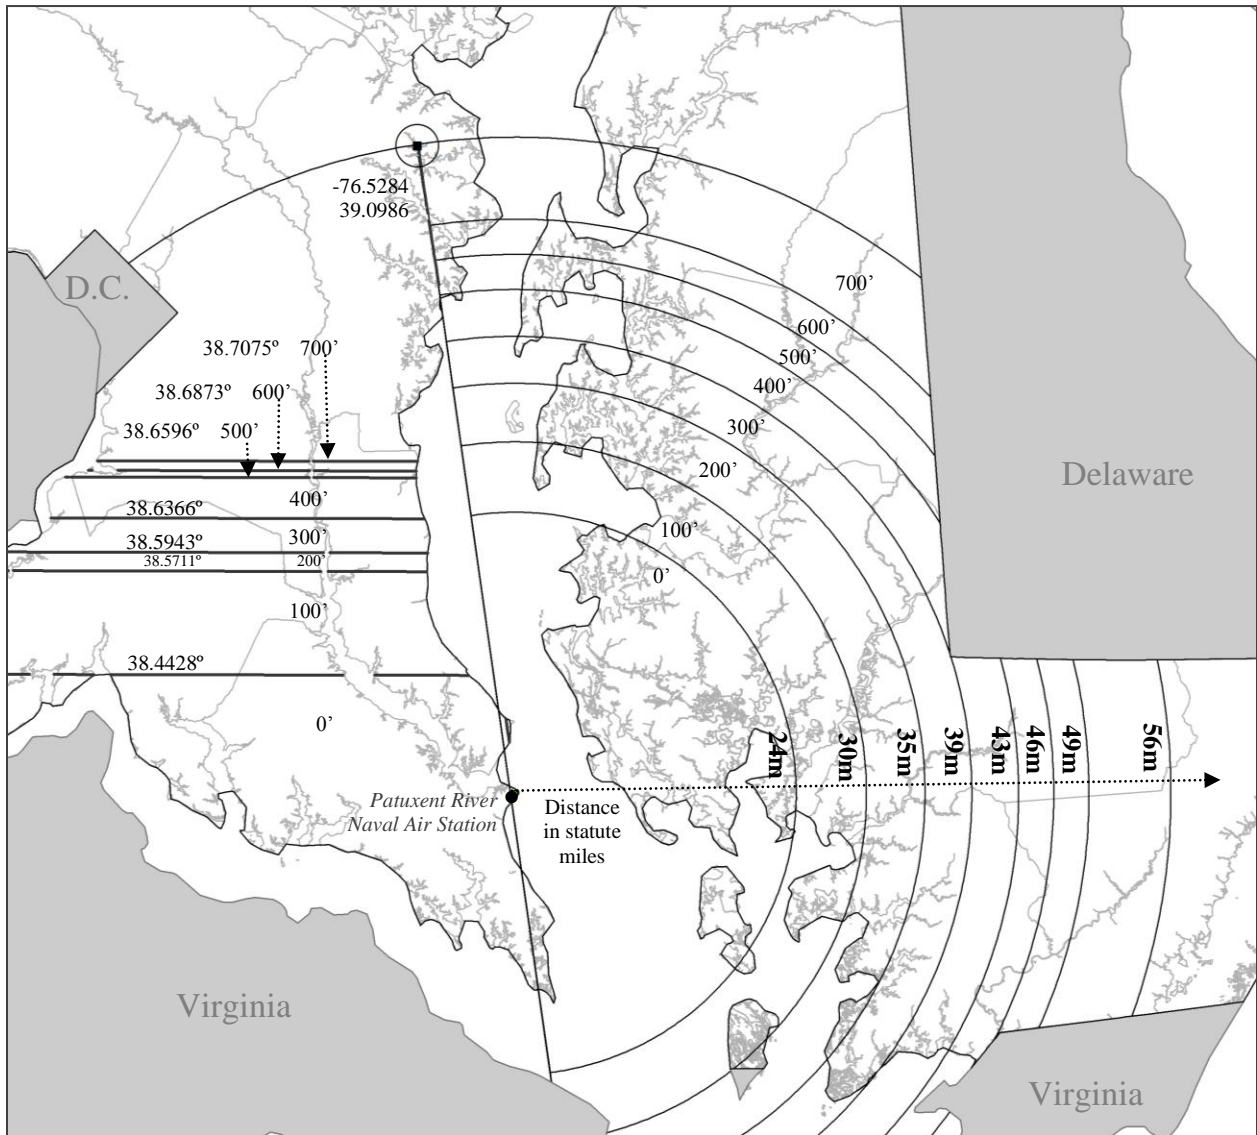 -76.5284
39.0986
D.C.
700’
38.7075º 700’
600’
38.6873º 600’
500’
400’
38.6596º 500’
300’
200’
Delaware
400’
38.6366º
100’
300’
38.5943º
38.5711º 200’
0’
100’
38.4428º
0’
24m 30m 35m 39m 43m 46m 49m 56m
Patuxent River
Naval Air Station
Distance
in statute
miles
Virginia
Virginia